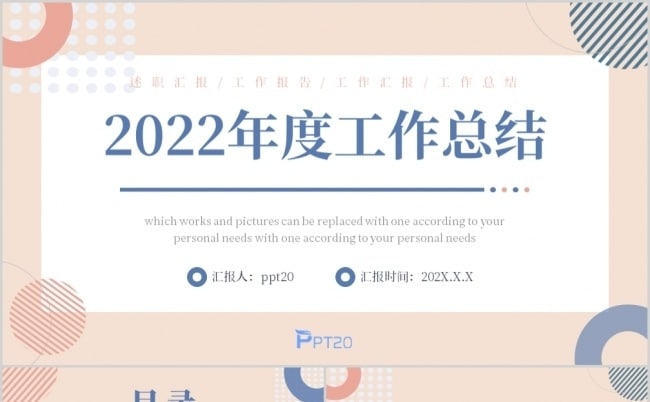 述职汇报/工作报告/工作汇报/工作总结
2022年度工作总结
which works and pictures can be replaced with one according to your
personal needs with one according to your personal needs
汇报人：ppt20 汇报时间：202X.X.X
PPT20
目录